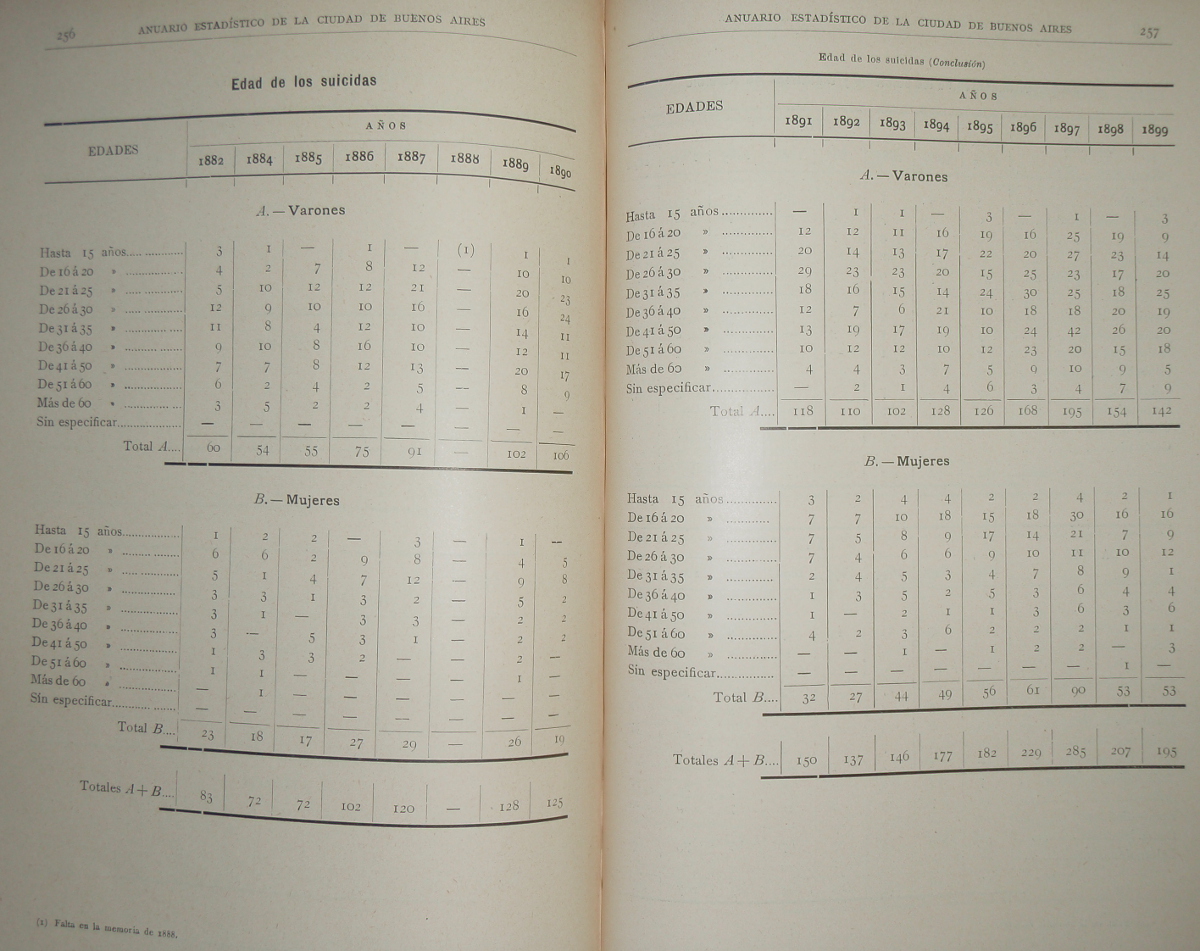 256
ANUARIO ESTADÍSTICO DE LA CIUDAD DE BUENOS AIRES
Edad de los suicidas
EDADES
AÑOS
1882 1884 1885 1886 1887 1888 1889 1890
A.—Varones
Hasta 15 años............... 3 1 — 1 — (1) 1 1
De 16 á 20 » ............... 4 2 7 8 12 — 10 10
De 21 á 25 » ............... 5 10 12 12 21 — 20 23
De 26 á 30 » ............... 12 9 10 10 16 — 16 24
De 31 á 35 » ............... 11 8 4 12 10 — 14 11
De 36 á 40 » ............... 9 10 8 16 10 — 12 11
De 41 á 50 » ............... 7 7 8 12 13 — 20 17
De 51 á 60 » ............... 6 2 4 2 5 — 8 9
Más de 60 » ............... 3 5 2 2 4 — 1 —
Sin especificar............... — — — — — — — —
Total A.... 60 54 55 75 91 — 102 106
B.—Mujeres
Hasta 15 años............... 1 2 2 — 3 — 1 —
De 16 á 20 » ............... 6 6 2 9 8 — 4 5
De 21 á 25 » ............... 5 1 4 7 12 — 9 8
De 26 á 30 » ............... 3 3 1 3 2 — 5 2
De 31 á 35 » ............... 3 1 — 3 3 — 2 2
De 36 á 40 » ............... 3 — 5 3 1 — 2 2
De 41 á 50 » ............... 1 3 3 2 — — 2 —
De 51 á 60 » ............... 1 1 — — — — 1 —
Más de 60 » ............... — 1 — — — — — —
Sin especificar............... — — — — — — — —
Total B.... 23 18 17 27 29 — 26 19
Totales A+B.... 83 72 72 102 120 — 128 125
(1) Falta en la memoria de 1888.
ANUARIO ESTADÍSTICO DE LA CIUDAD DE BUENOS AIRES
257
Edad de los suicidas (Conclusión)
EDADES
AÑOS
1891 1892 1893 1894 1895 1896 1897 1898 1899
A.—Varones
Hasta 15 años.............. — 1 1 — 3 — 1 — 3
De 16 á 20 » .............. 12 12 11 16 19 16 25 19 9
De 21 á 25 » .............. 20 14 13 17 22 20 27 23 14
De 26 á 30 » .............. 29 23 23 20 15 25 23 17 20
De 31 á 35 » .............. 18 16 15 14 24 30 25 18 25
De 36 á 40 » .............. 12 7 6 21 10 18 18 20 19
De 41 á 50 » .............. 13 19 17 19 10 24 42 26 20
De 51 á 60 » .............. 10 12 12 10 12 23 20 15 18
Más de 60 » .............. 4 4 3 7 5 9 10 9 5
Sin especificar................ — 2 1 4 6 3 4 7 9
Total A.... 118 110 102 128 126 168 195 154 142
B.—Mujeres
Hasta 15 años.............. 3 2 4 4 2 2 4 2 1
De 16 á 20 » .............. 7 7 10 18 15 18 30 16 16
De 21 á 25 » .............. 7 5 8 9 17 14 21 7 9
De 26 á 30 » .............. 7 4 6 6 9 10 11 10 12
De 31 á 35 » .............. 2 4 5 3 4 7 8 9 1
De 36 á 40 » .............. 1 3 5 2 5 3 6 4 4
De 41 á 50 » .............. 1 — 2 1 1 3 6 3 6
De 51 á 60 » .............. 4 2 3 6 2 2 2 1 1
Más de 60 » .............. — — 1 — 1 2 2 — 3
Sin especificar................ — — — — — — — 1 —
Total B.... 32 27 44 49 56 61 90 53 53
Totales A+B.... 150 137 146 177 182 229 285 207 195